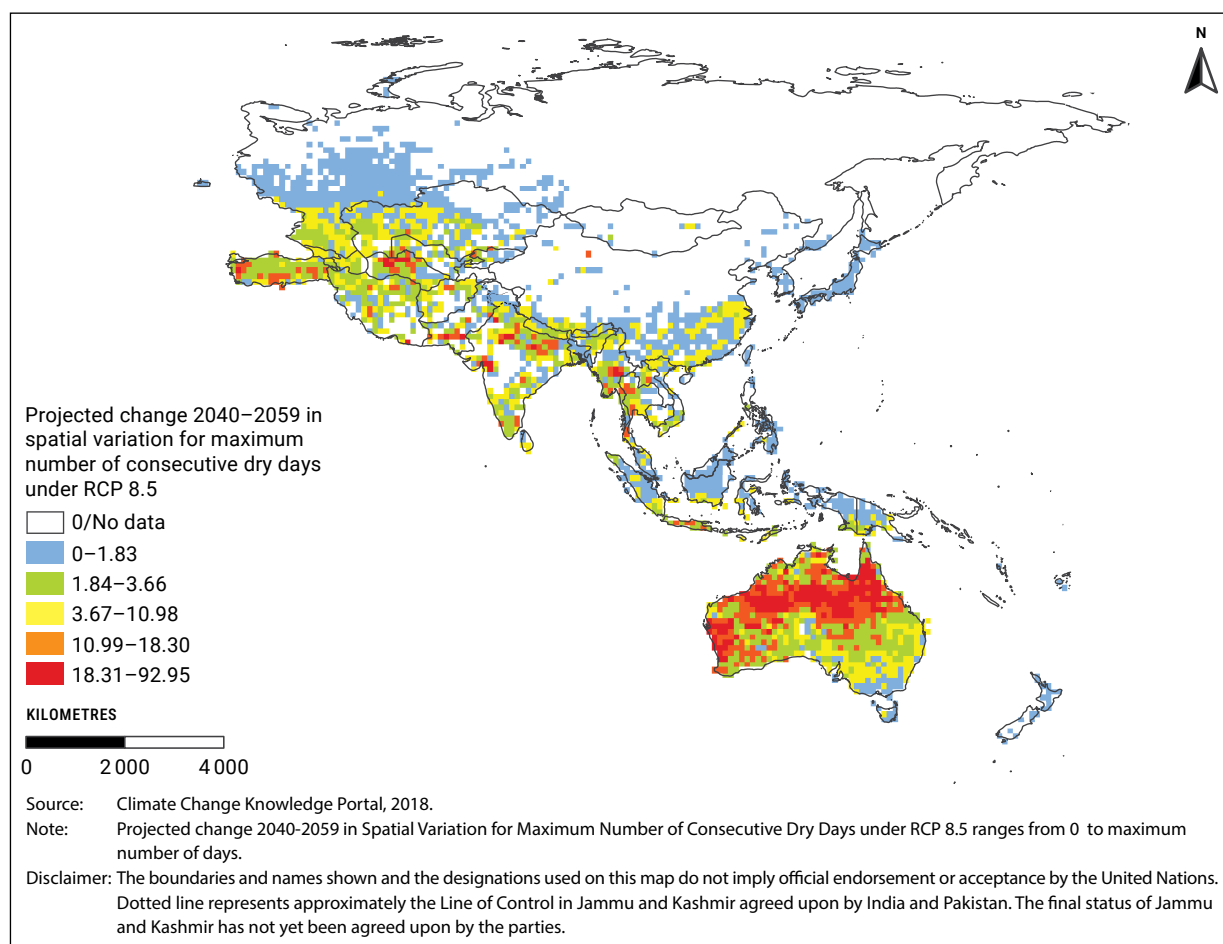 N
Projected change 2040–2059 in
spatial variation for maximum
number of consecutive dry days
under RCP 8.5
0/No data
0–1.83
1.84–3.66
3.67–10.98
10.99–18.30
18.31–92.95
KILOMETRES
0 2 000 4 000
Source: Climate Change Knowledge Portal, 2018.
Note: Projected change 2040-2059 in Spatial Variation for Maximum Number of Consecutive Dry Days under RCP 8.5 ranges from 0 to maximum
number of days.
Disclaimer: The boundaries and names shown and the designations used on this map do not imply official endorsement or acceptance by the United Nations.
Dotted line represents approximately the Line of Control in Jammu and Kashmir agreed upon by India and Pakistan. The final status of Jammu
and Kashmir has not yet been agreed upon by the parties.